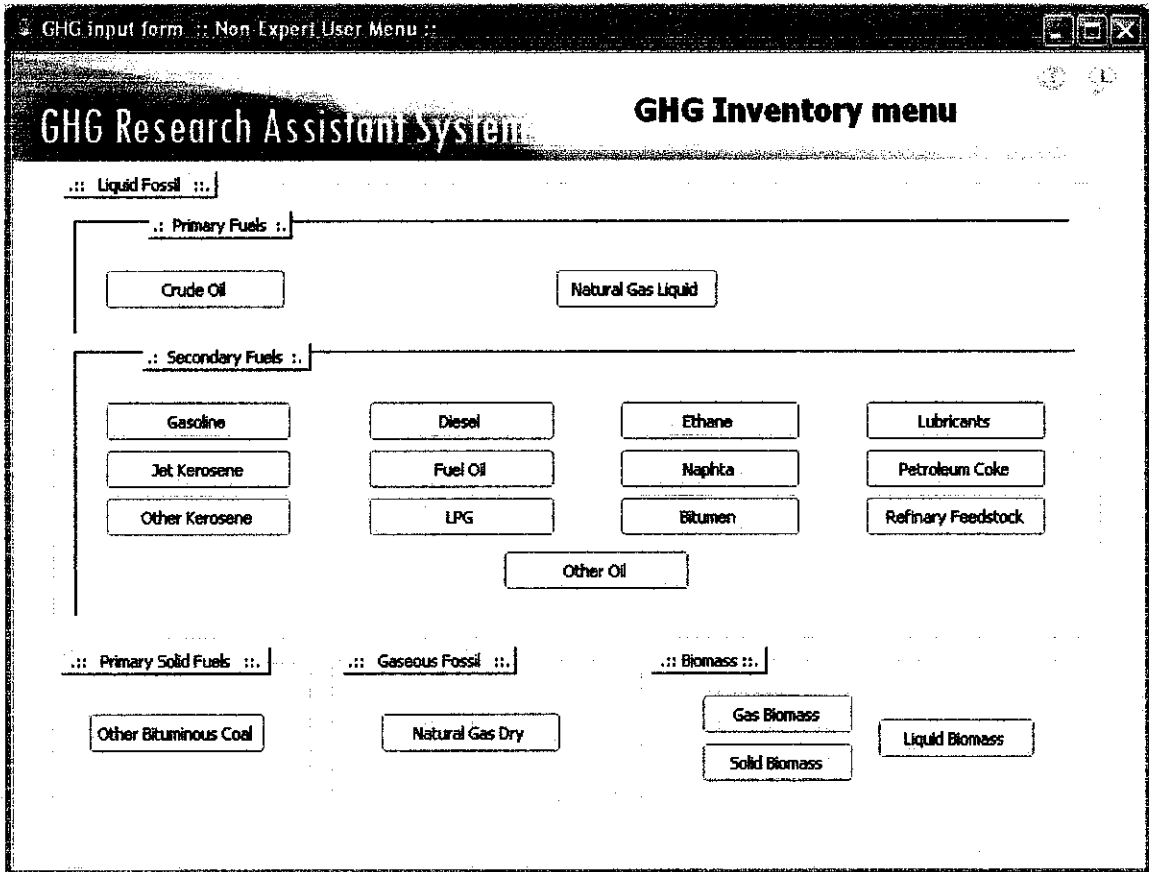 GHG input form :: Non-Expert User Menu ::
GHG Research Assistant System
GHG Inventory menu
.:: Liquid Fossil ::.
.: Primary Fuels :.
Crude Oil
Natural Gas Liquid
.: Secondary Fuels :.
Gasoline
Diesel
Ethane
Lubricants
Jet Kerosene
Fuel Oil
Naphta
Petroleum Coke
Other Kerosene
LPG
Bitumen
Refinary Feedstock
Other Oil
.:: Primary Solid Fuels ::.
.:: Gaseous Fossil ::.
.:: Biomass ::.
Other Bituminous Coal
Natural Gas Dry
Gas Biomass
Liquid Biomass
Solid Biomass